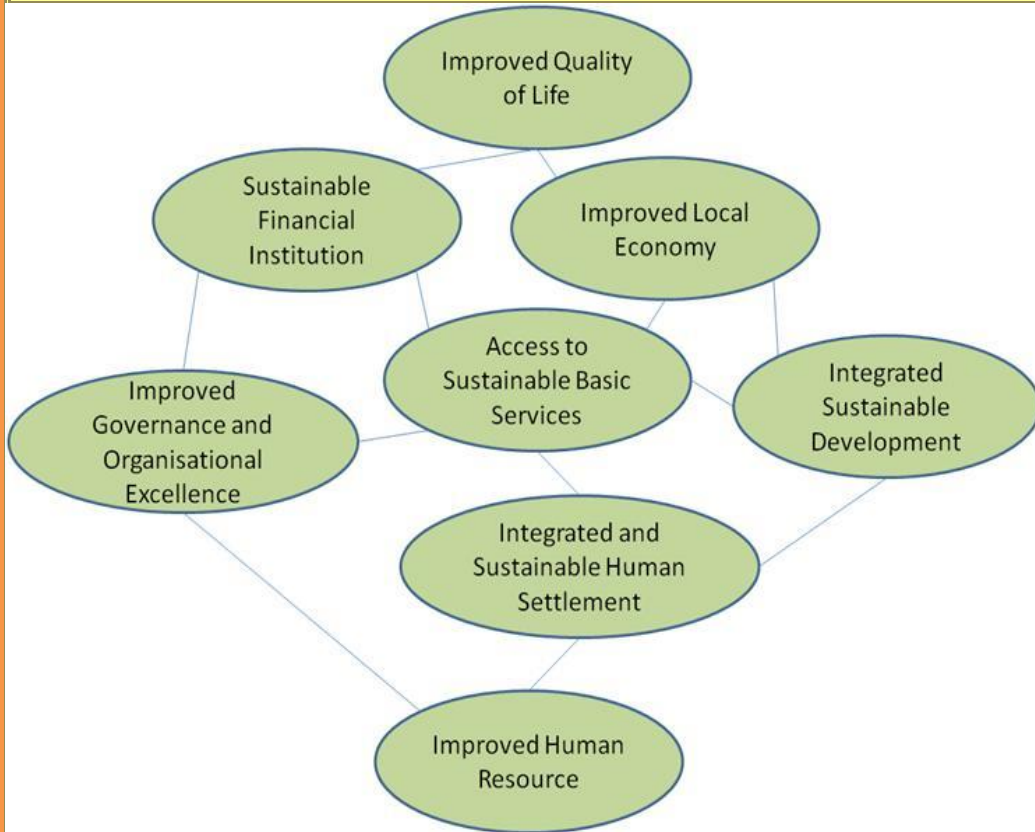 Improved Quality
of Life
Sustainable
Financial
Institution
Improved Local
Economy
Access to
Sustainable Basic
Services
Integrated
Sustainable
Development
Improved
Governance and
Organisational
Excellence
Integrated and
Sustainable Human
Settlement
Improved Human
Resource